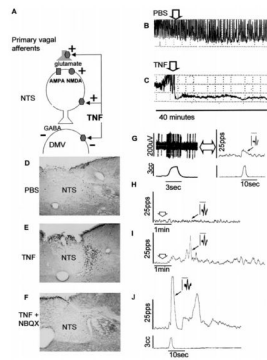 A
Primary vagal
afferents
+
glutamate
AMPA NMDA
+
NTS
+
TNF
GABA
DMV
D
PBS
NTS
E
TNF
NTS
F
TNF +
NBQX
NTS
B
PBS
C
TNF
40 minutes
G
200uV
3cc
3sec
25pps
10sec
H
25pps
1min
I
25pps
1min
J
25pps
3cc
10sec